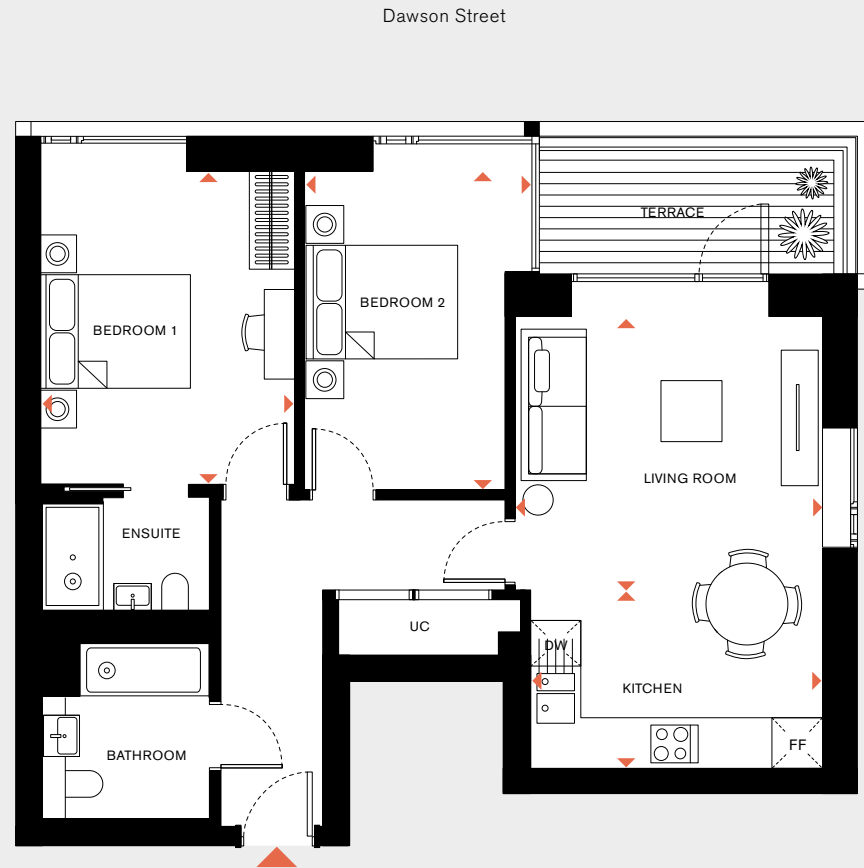 Dawson Street
TERRACE
BEDROOM 2
BEDROOM 1
LIVING ROOM
ENSUITE
UC
DW
KITCHEN
FF
BATHROOM